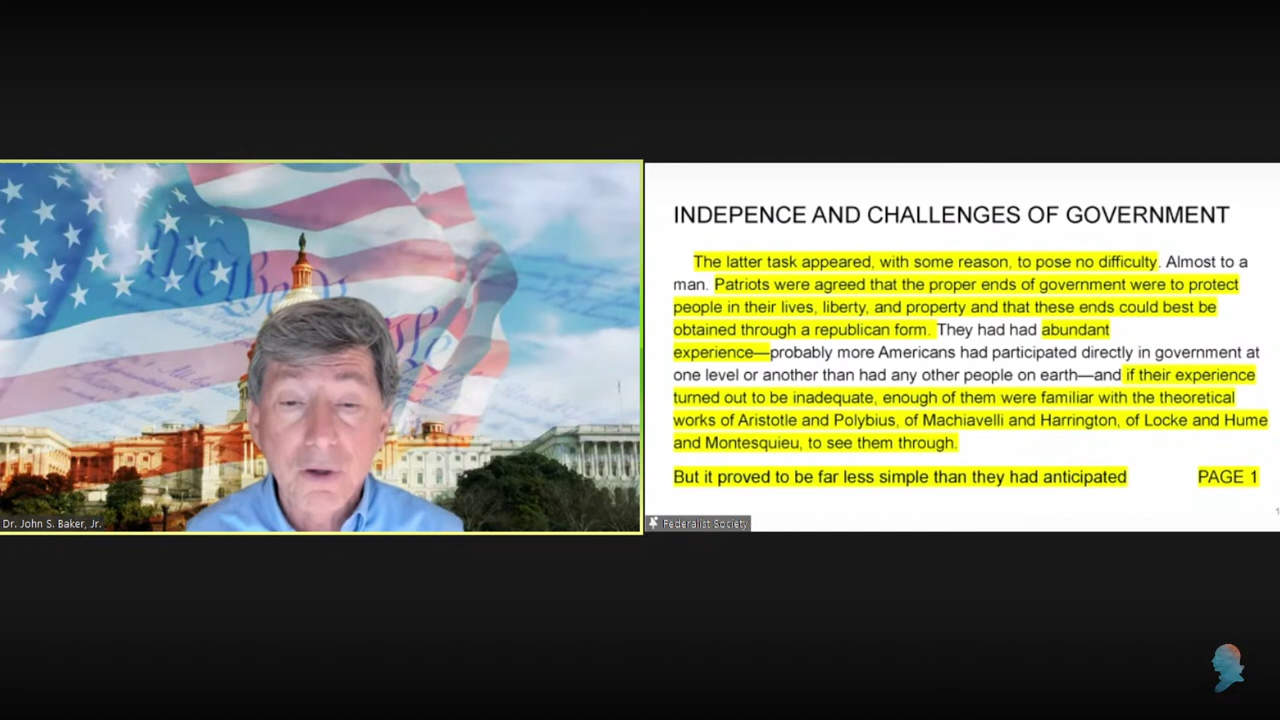 We the
People
Dr. John S. Baker, Jr.
INDEPENCE AND CHALLENGES OF GOVERNMENT
The latter task appeared, with some reason, to pose no difficulty. Almost to a
man. Patriots were agreed that the proper ends of government were to protect
people in their lives, liberty, and property and that these ends could best be
obtained through a republican form. They had had abundant
experience—probably more Americans had participated directly in government at
one level or another than had any other people on earth—and if their experience
turned out to be inadequate, enough of them were familiar with the theoretical
works of Aristotle and Polybius, of Machiavelli and Harrington, of Locke and Hume
and Montesquieu, to see them through.
But it proved to be far less simple than they had anticipated PAGE 1
1
Federalist Society